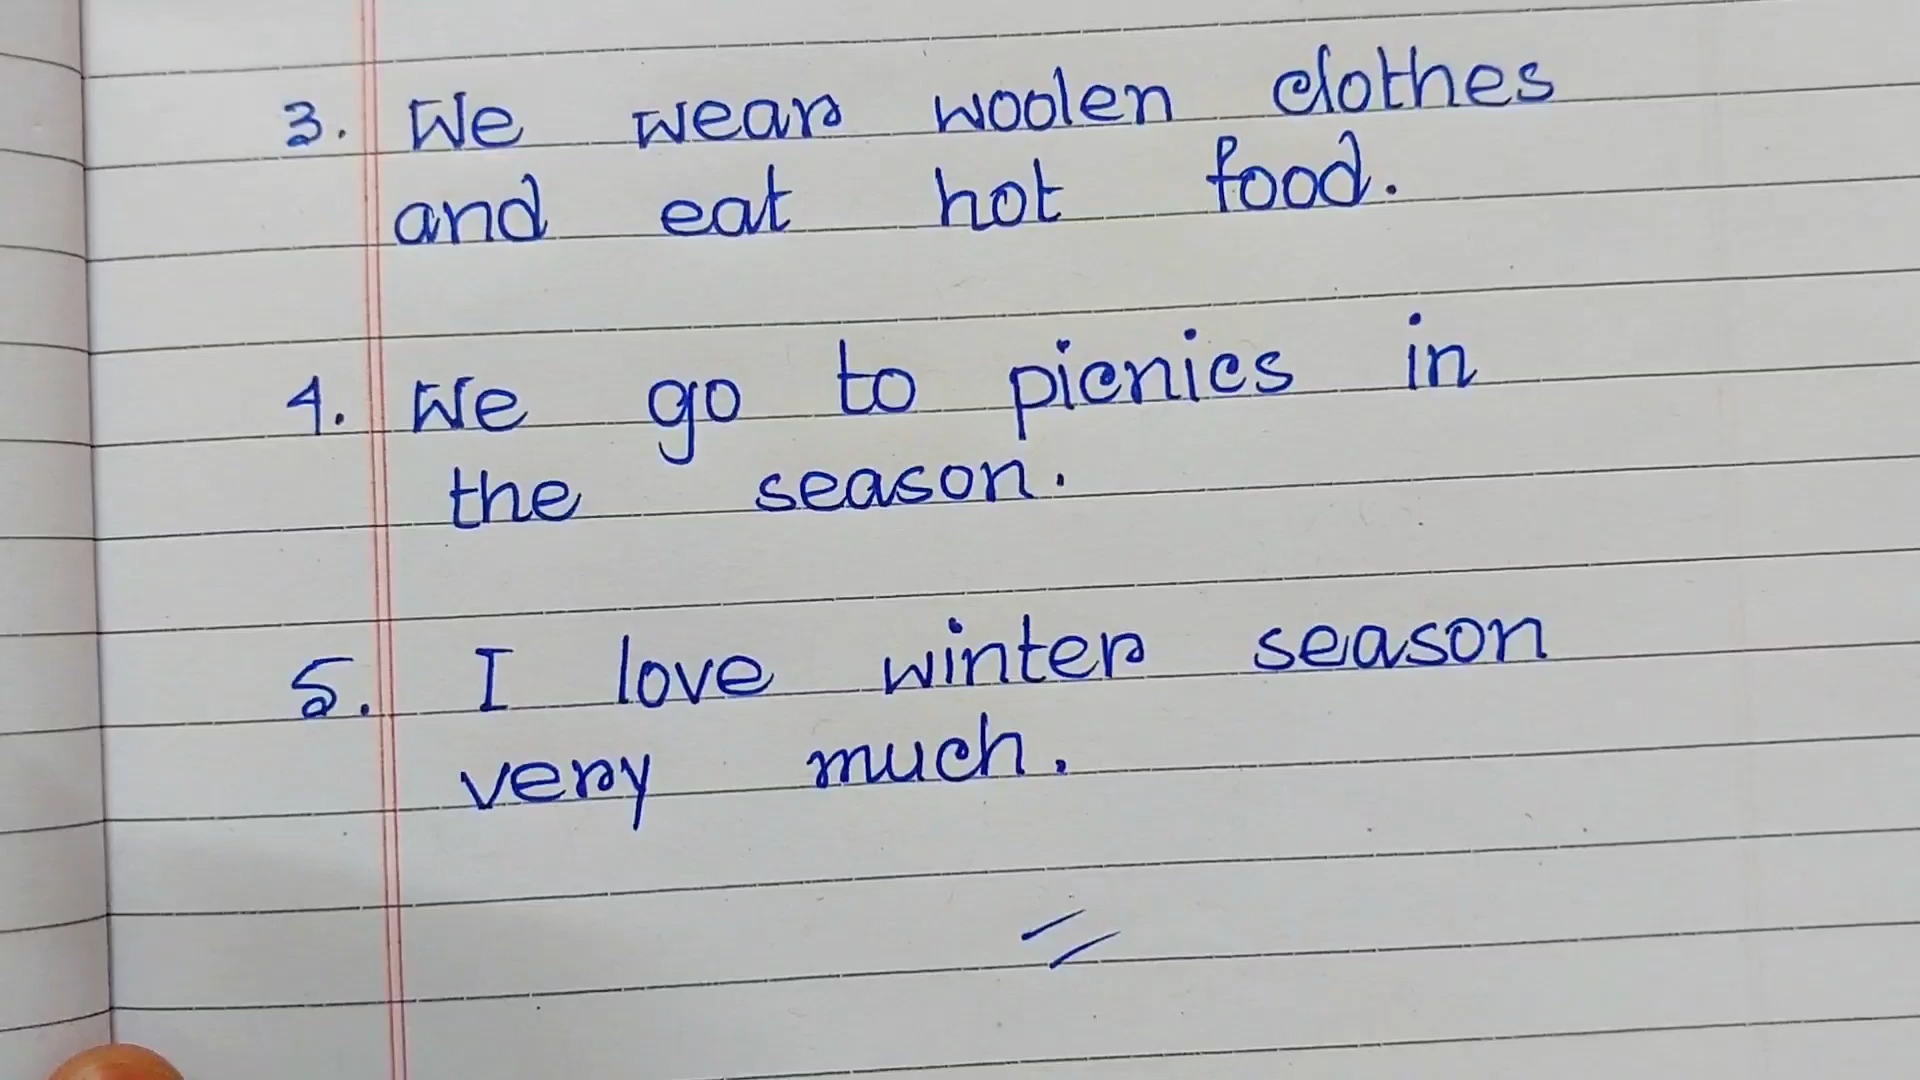 3. We wear woolen clothes
and eat hot food.
4. We go to picnics in
the season.
5. I love winter season
very much.